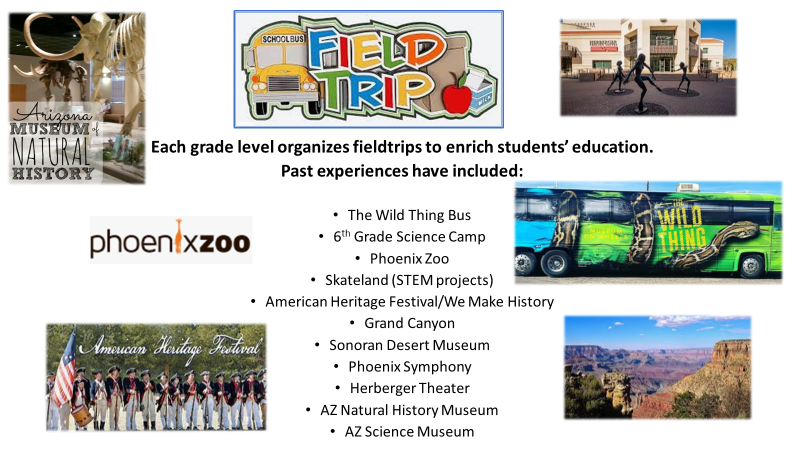 SCHOOL BUS
FIELD
TRIP
Arizona
MUSEUM of
NATURAL
HISTORY
Each grade level organizes fieldtrips to enrich students' education.
Past experiences have included:
phoenixzoo
THE
WILD
THING
• The Wild Thing Bus
• 6th Grade Science Camp
• Phoenix Zoo
• Skateland (STEM projects)
• American Heritage Festival/We Make History
• Grand Canyon
• Sonoran Desert Museum
• Phoenix Symphony
• Herberger Theater
• AZ Natural History Museum
• AZ Science Museum
American Heritage Festival